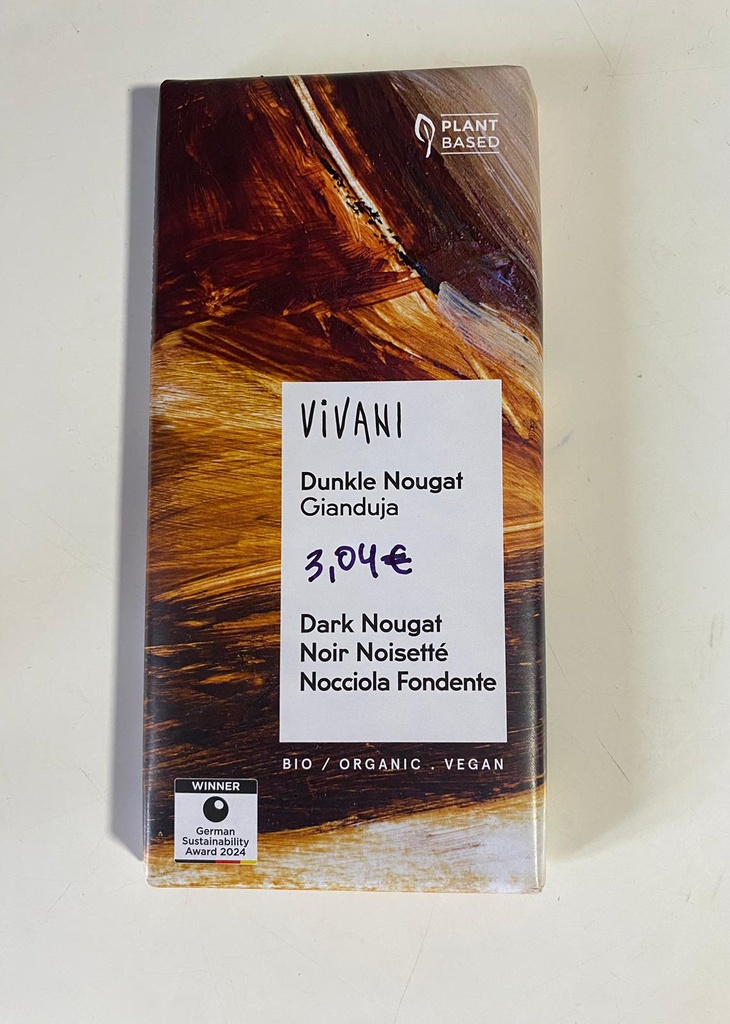 PLANT
BASED
ViVANI
Dunkle Nougat
Gianduja
3,04€
Dark Nougat
Noir Noisetté
Nocciola Fondente
BIO / ORGANIC . VEGAN
WINNER
German
Sustainability
Award 2024